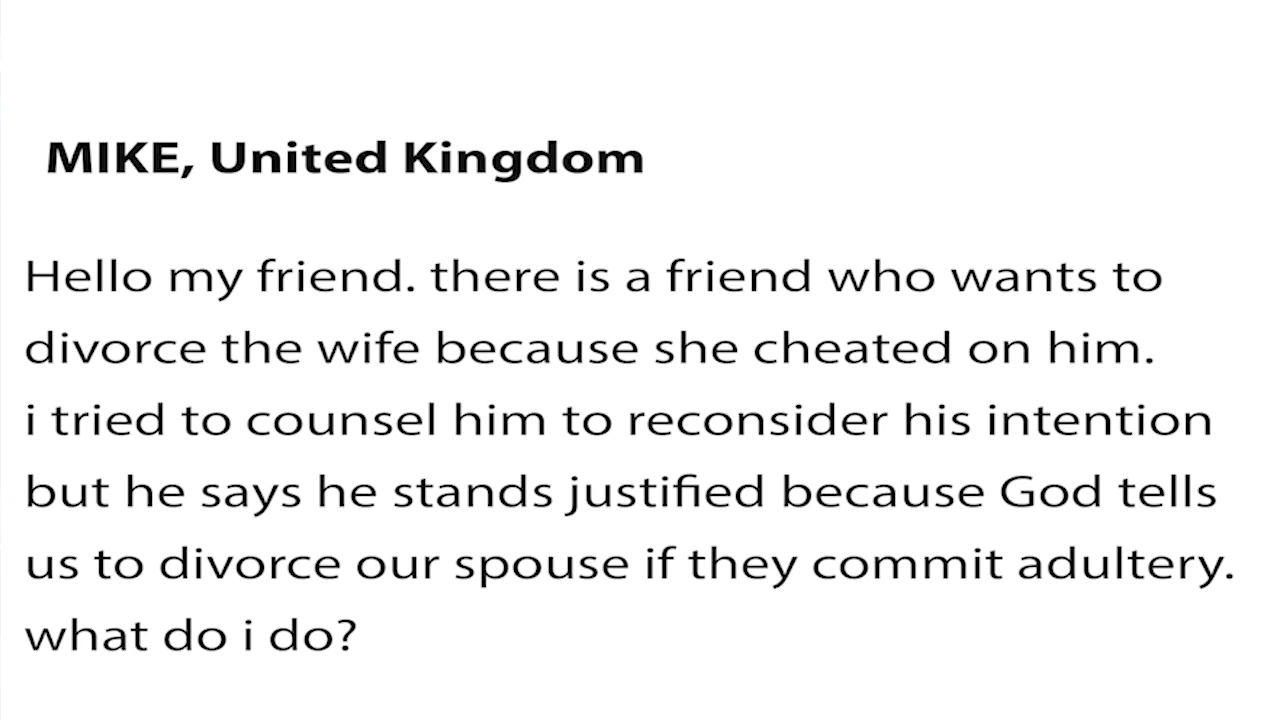 MIKE, United Kingdom
Hello my friend. there is a friend who wants to
divorce the wife because she cheated on him.
i tried to counsel him to reconsider his intention
but he says he stands justified because God tells
us to divorce our spouse if they commit adultery.
what do i do?